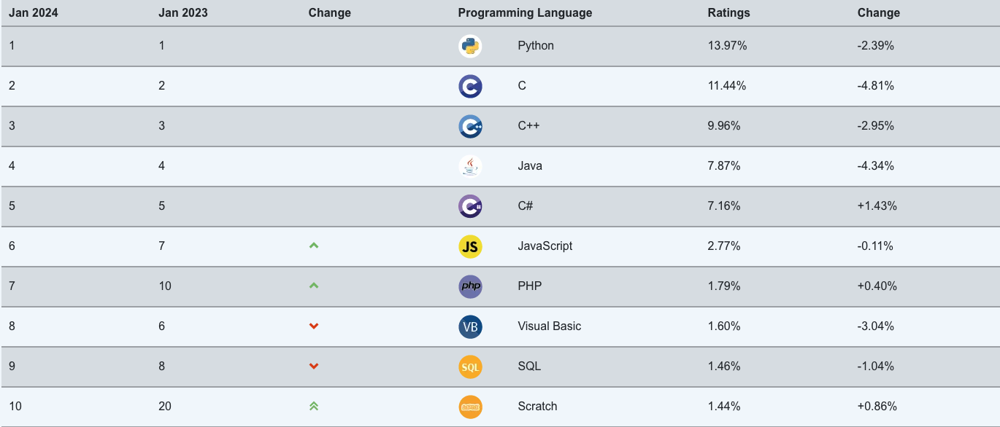 Jan 2024 Jan 2023 Change Programming Language Ratings Change
1 1 Python 13.97% -2.39%
2 2 C C 11.44% -4.81%
3 3 C++ C++ 9.96% -2.95%
4 4 Java 7.87% -4.34%
5 5 C# C# 7.16% +1.43%
6 7 JS JavaScript 2.77% -0.11%
7 10 php PHP 1.79% +0.40%
8 6 VB Visual Basic 1.60% -3.04%
9 8 SQL SQL 1.46% -1.04%
10 20 Scratch 1.44% +0.86%